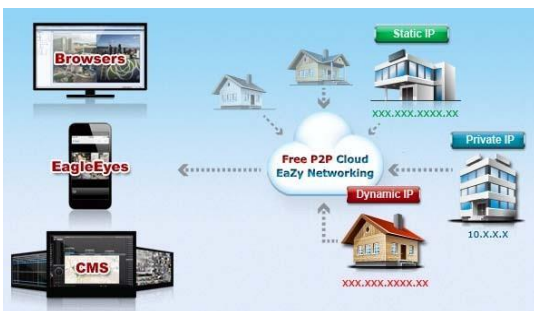 Browsers
Static IP
XXX.XXX.XXXX.XX
Private IP
Free P2P Cloud
EaZy Networking
EagleEyes
Dynamic IP
10.X.X.X
CMS
XXX.XXX.XXXX.XX